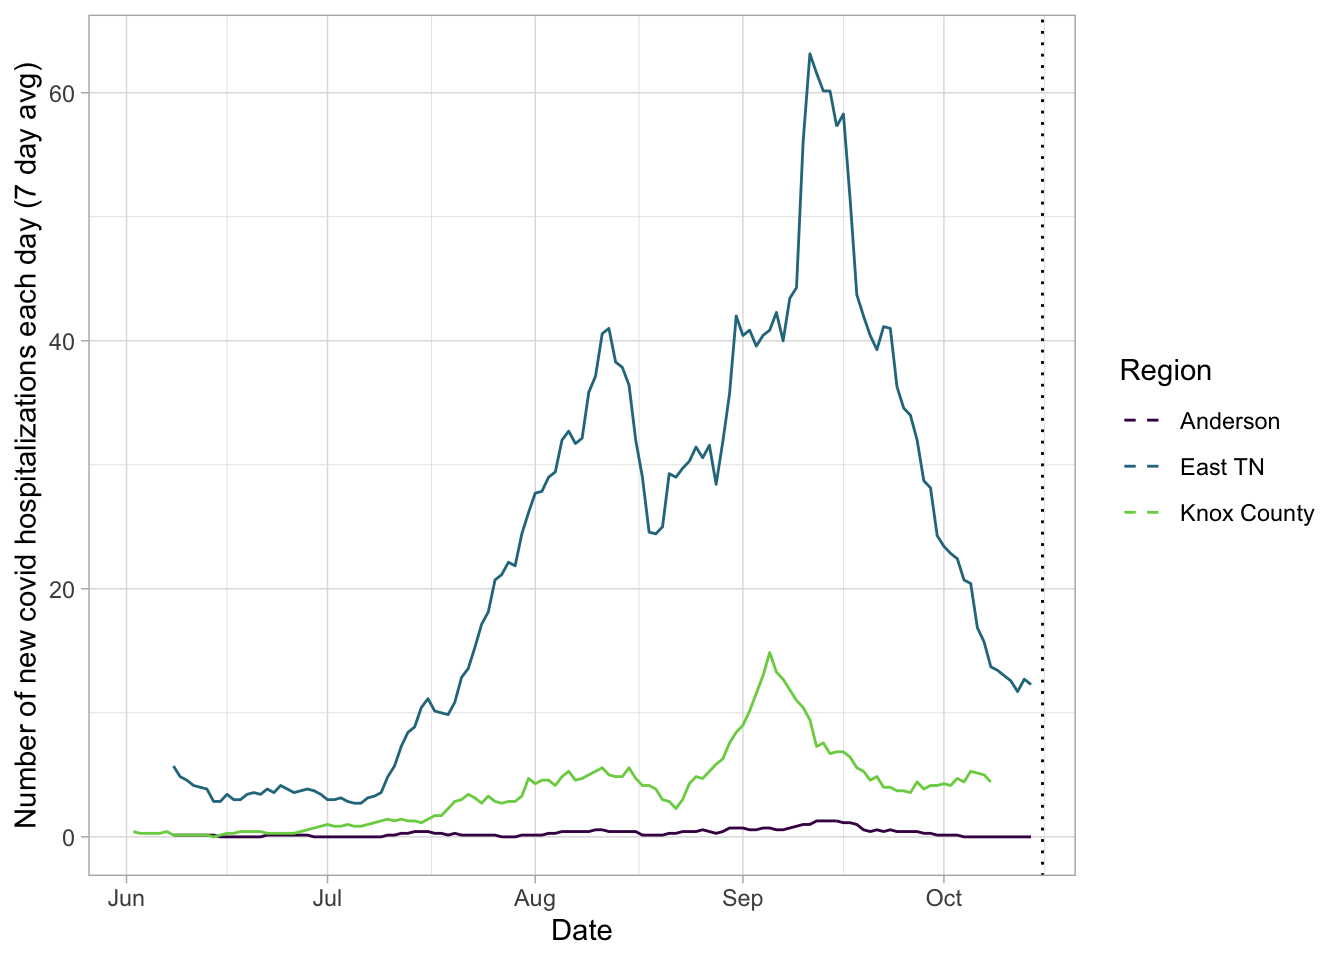 Number of new covid hospitalizations each day (7 day avg)
60
40
20
0
Jun
Jul
Aug
Sep
Oct
Date
Region
Anderson
East TN
Knox County